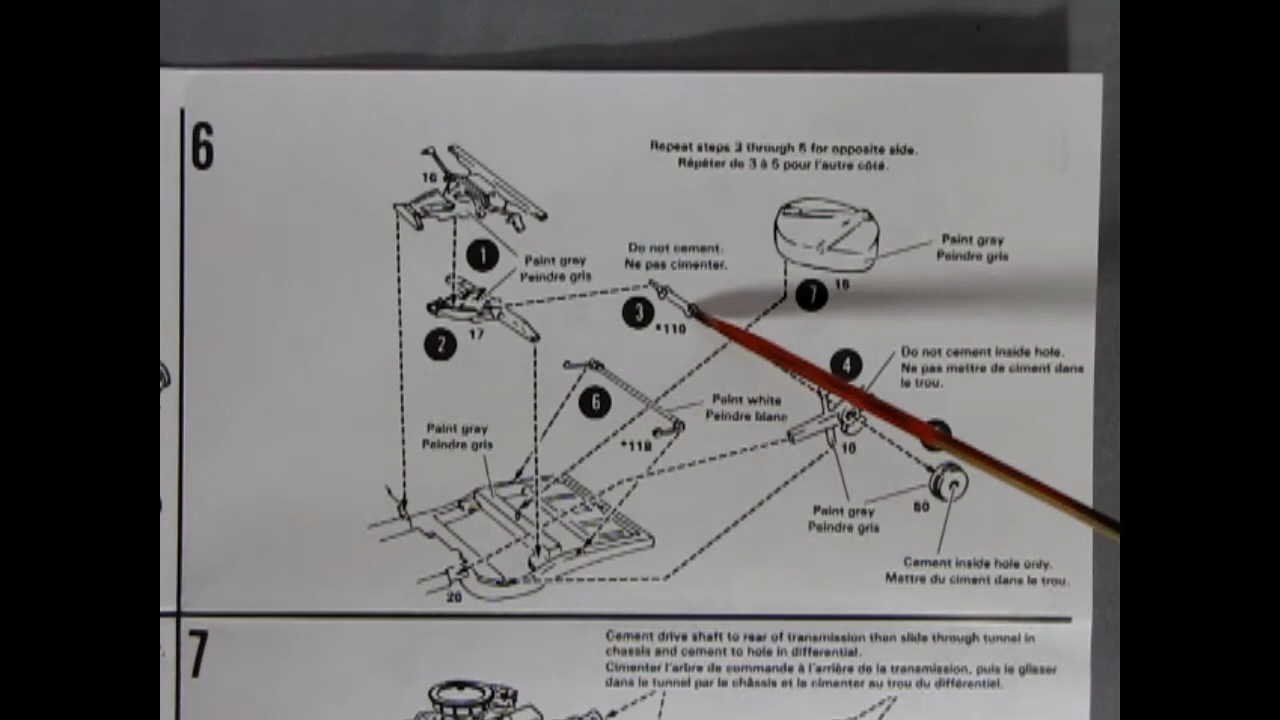 6
Repeat steps 3 through 5 for opposite side.
Répéter de 3 à 5 pour l'autre côté.
16
1
Paint gray
Peindre gris
2
17
Do not cement.
Ne pas cimenter.
3
*110
Paint gray
Peindre gris
7
4
Do not cement inside hole.
Ne pas mettre de ciment dans
le trou.
6
Paint white
Peindre blanc
*118
Paint gray
Peindre gris
Paint gray
Peindre gris
Cement inside hole only.
Mettre du ciment dans le trou.
20
7
Cement drive shaft to rear of transmission then slide through tunnel in
chassis and cement to hole in differential.
Cimenter l'arbre de commande à l'arrière de la transmission, puis le glisser
dans le tunnel par le châssis et le cimenter au trou du différentiel.